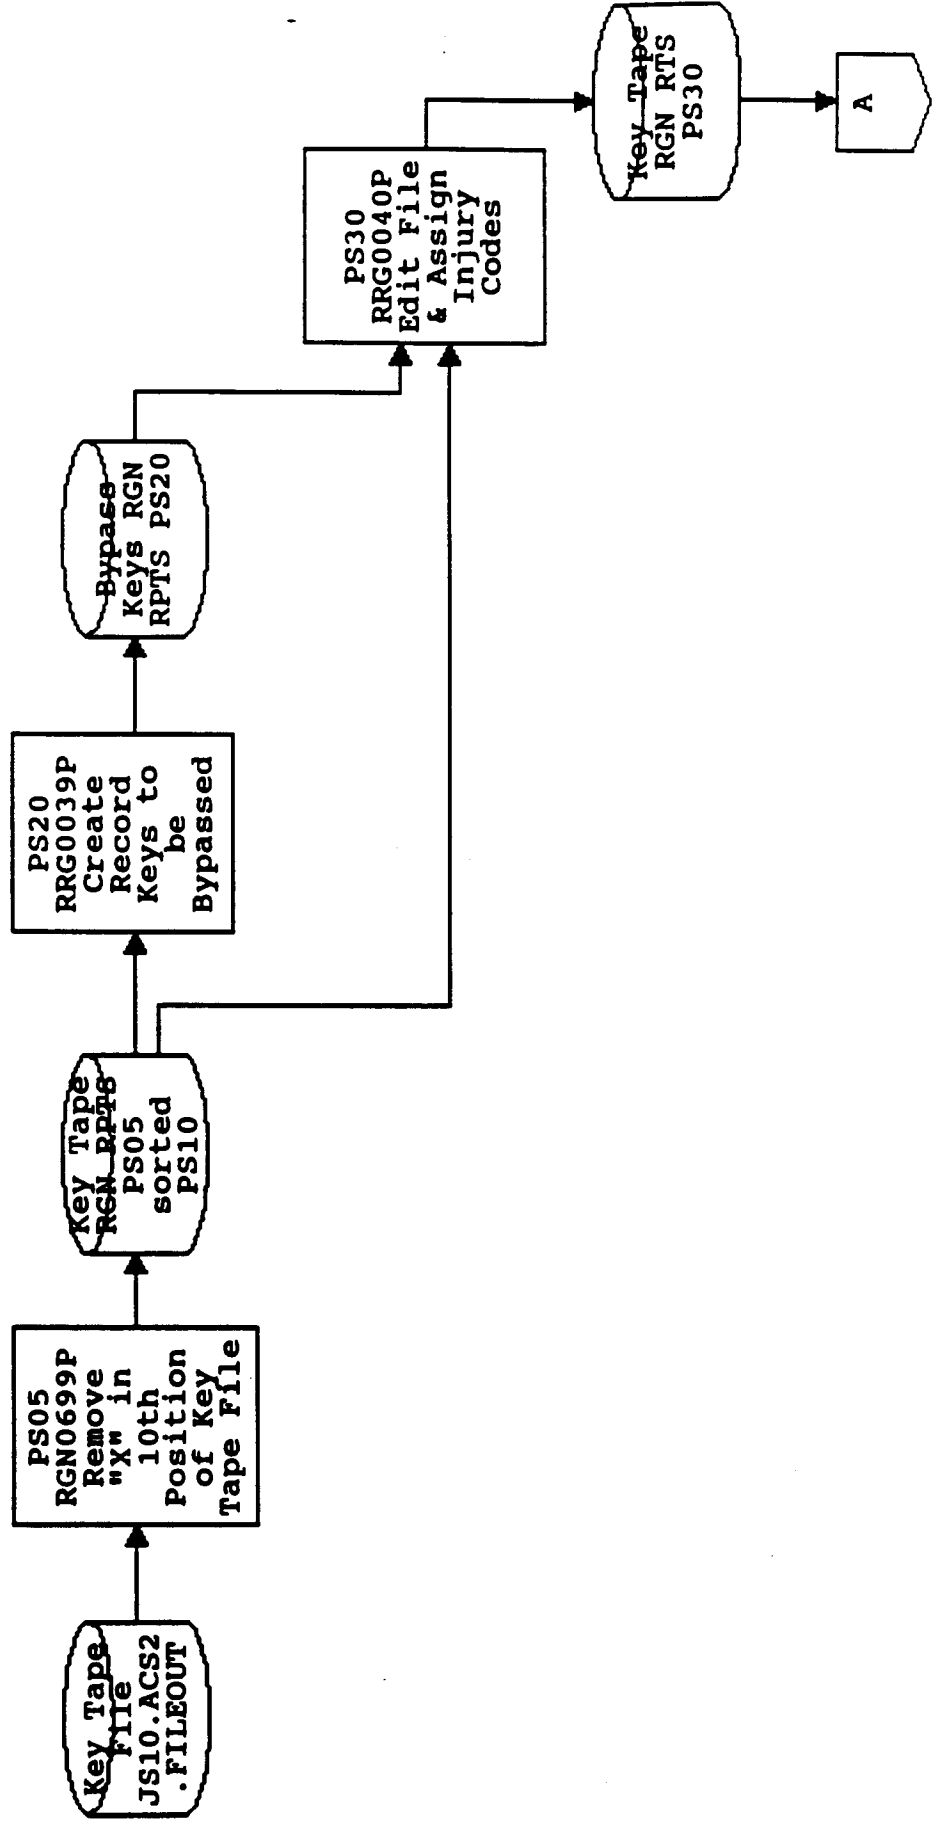 Key Tape
File
JS10.ACS2
.FILEOUT
PS05
RGN0699P
Remove
"X" in
10th
Position
of Key
Tape File
Key Tape
RGN RPTS
PS05
sorted
PS10
PS20
RRG0039P
Create
Record
Keys to
be
Bypassed
Bypass
Keys RGN
RPTS PS20
PS30
RRG0040P
Edit File
& Assign
Injury
Codes
Key Tape
RGN RTS
PS30
A